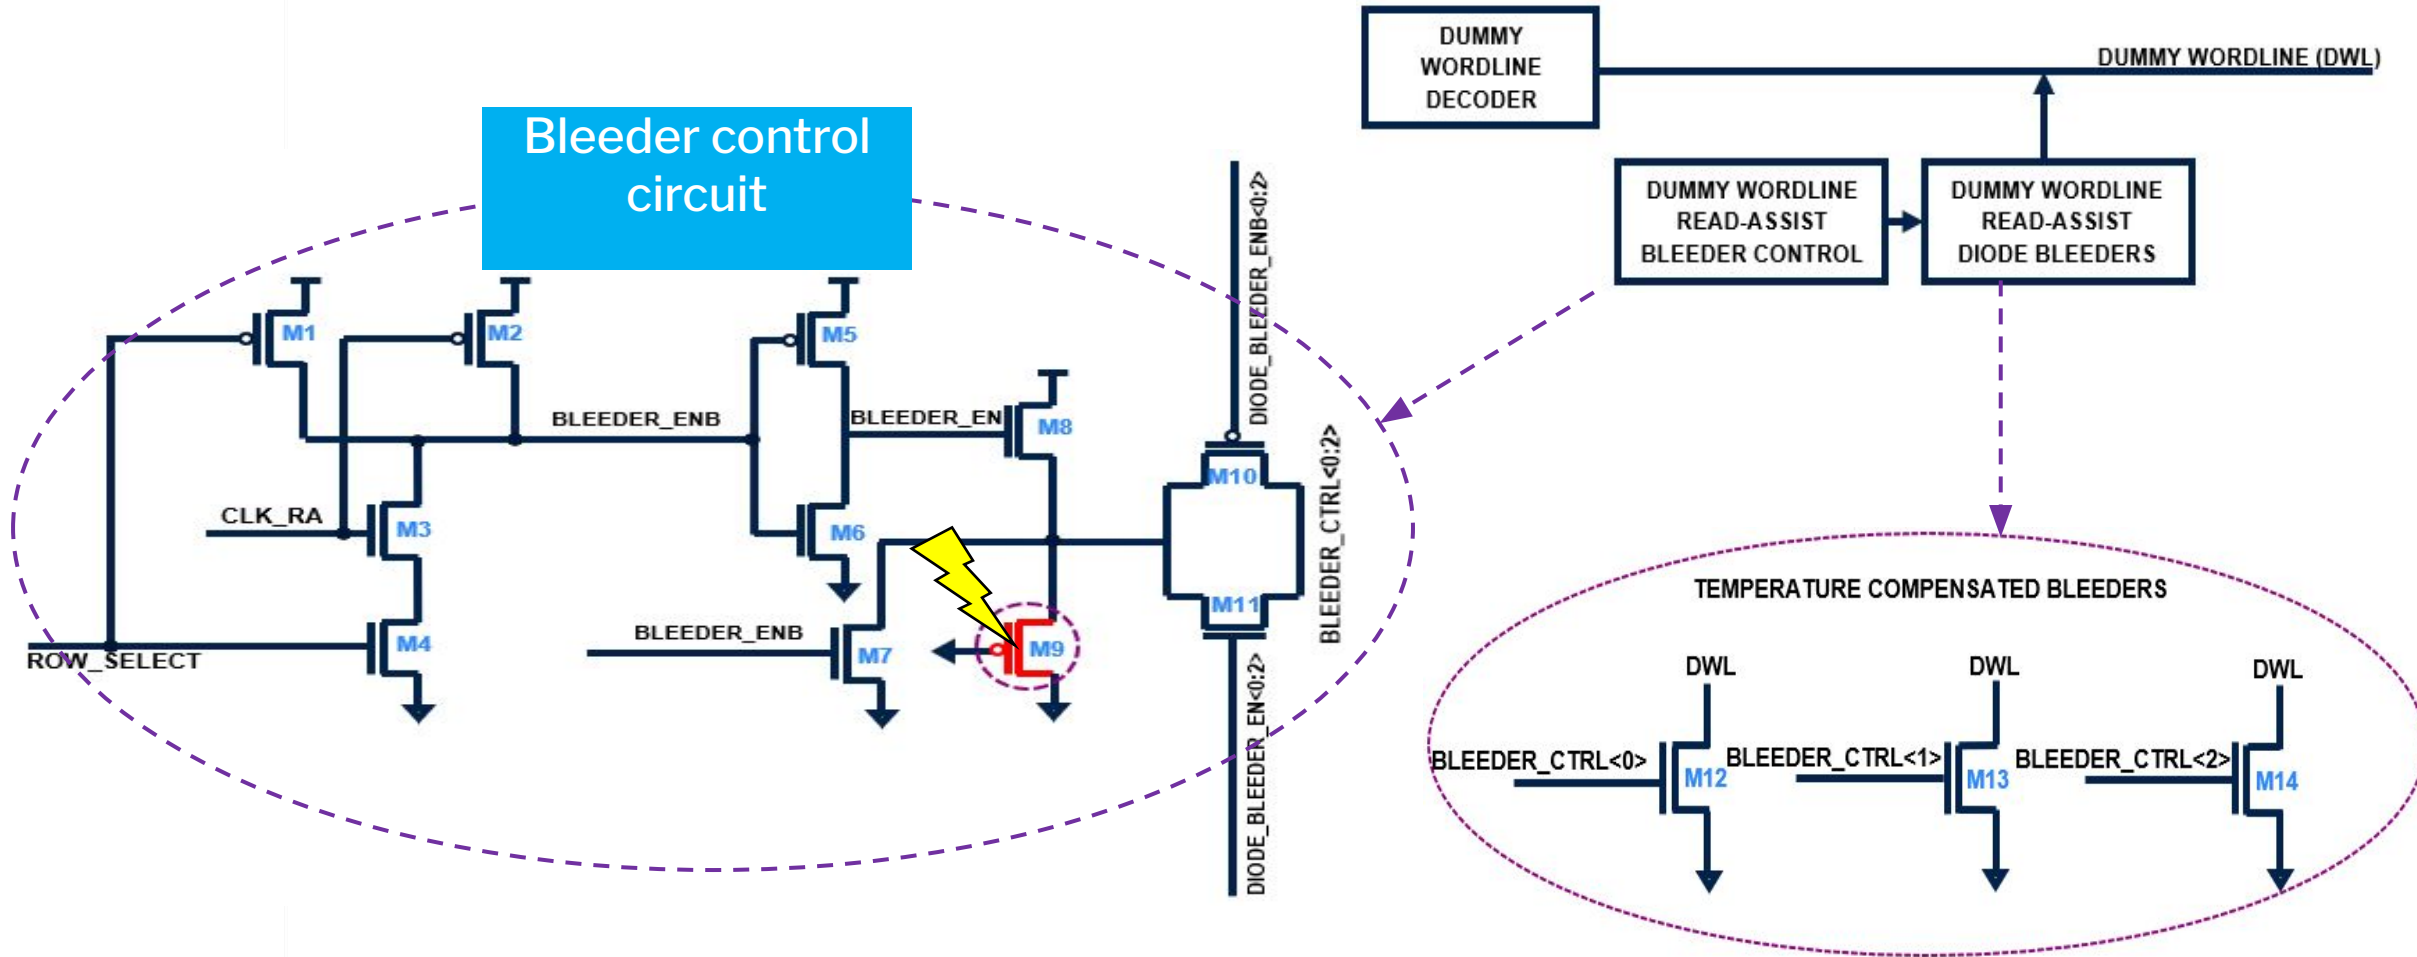 DUMMY
WORDLINE
DECODER
DUMMY WORDLINE (DWL)
Bleeder control
circuit
DUMMY WORDLINE
READ-ASSIST
BLEEDER CONTROL
DUMMY WORDLINE
READ-ASSIST
DIODE BLEEDERS
DIODE_BLEEDER_ENB<0:2>
M1
M2
M5
BLEEDER_ENB
BLEEDER_EN
M8
M10
BLEEDER_CTRL<0:2>
CLK_RA
M3
M6
M11
BLEEDER_ENB
M7
M9
M4
ROW_SELECT
DIODE_BLEEDER_EN<0:2>
TEMPERATURE COMPENSATED BLEEDERS
DWL
DWL
DWL
BLEEDER_CTRL<0>
M12
BLEEDER_CTRL<1>
M13
BLEEDER_CTRL<2>
M14